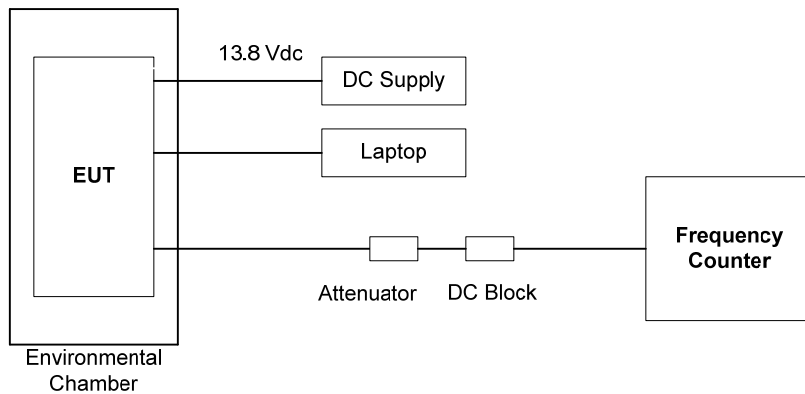 13.8 Vdc
DC Supply
Laptop
EUT
Frequency
Counter
Attenuator
DC Block
Environmental
Chamber